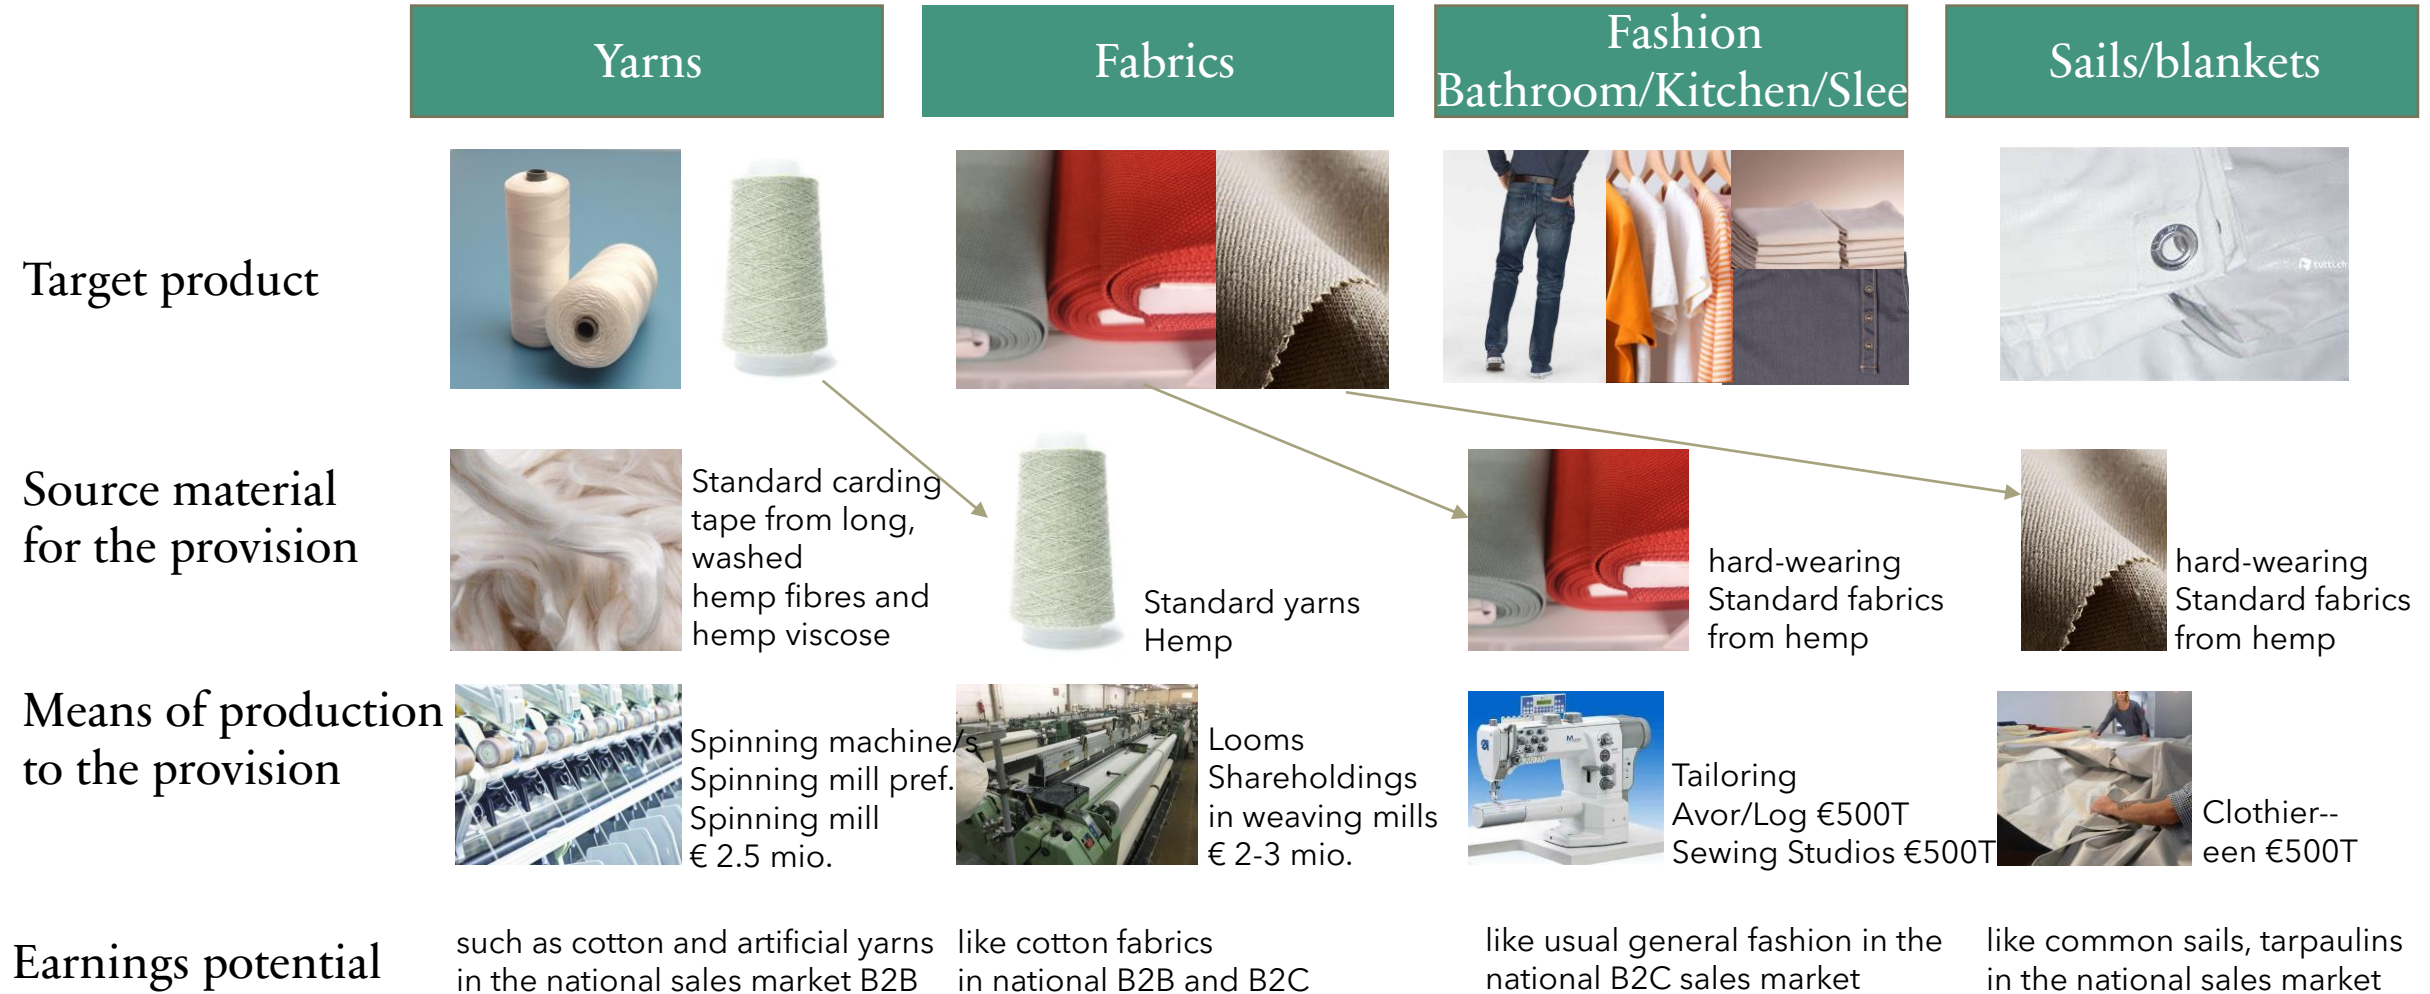 Yarns
Fabrics
Fashion
Bathroom/Kitchen/Slee
Sails/blankets
Target product
tutti.ch
Source material
for the provision
Standard carding
tape from long,
washed
hemp fibres and
hemp viscose
Standard yarns
Hemp
hard-wearing
Standard fabrics
from hemp
hard-wearing
Standard fabrics
from hemp
Means of production
to the provision
Spinning machine/s
Spinning mill pref.
Spinning mill
€ 2.5 mio.
Looms
Shareholdings
in weaving mills
€ 2-3 mio.
Tailoring
Avor/Log €500T
Sewing Studios €500T
Clothier--
een €500T
Earnings potential
such as cotton and artificial yarns
in the national sales market B2B
like cotton fabrics
in national B2B and B2C
like usual general fashion in the
national B2C sales market
like common sails, tarpaulins
in the national sales market